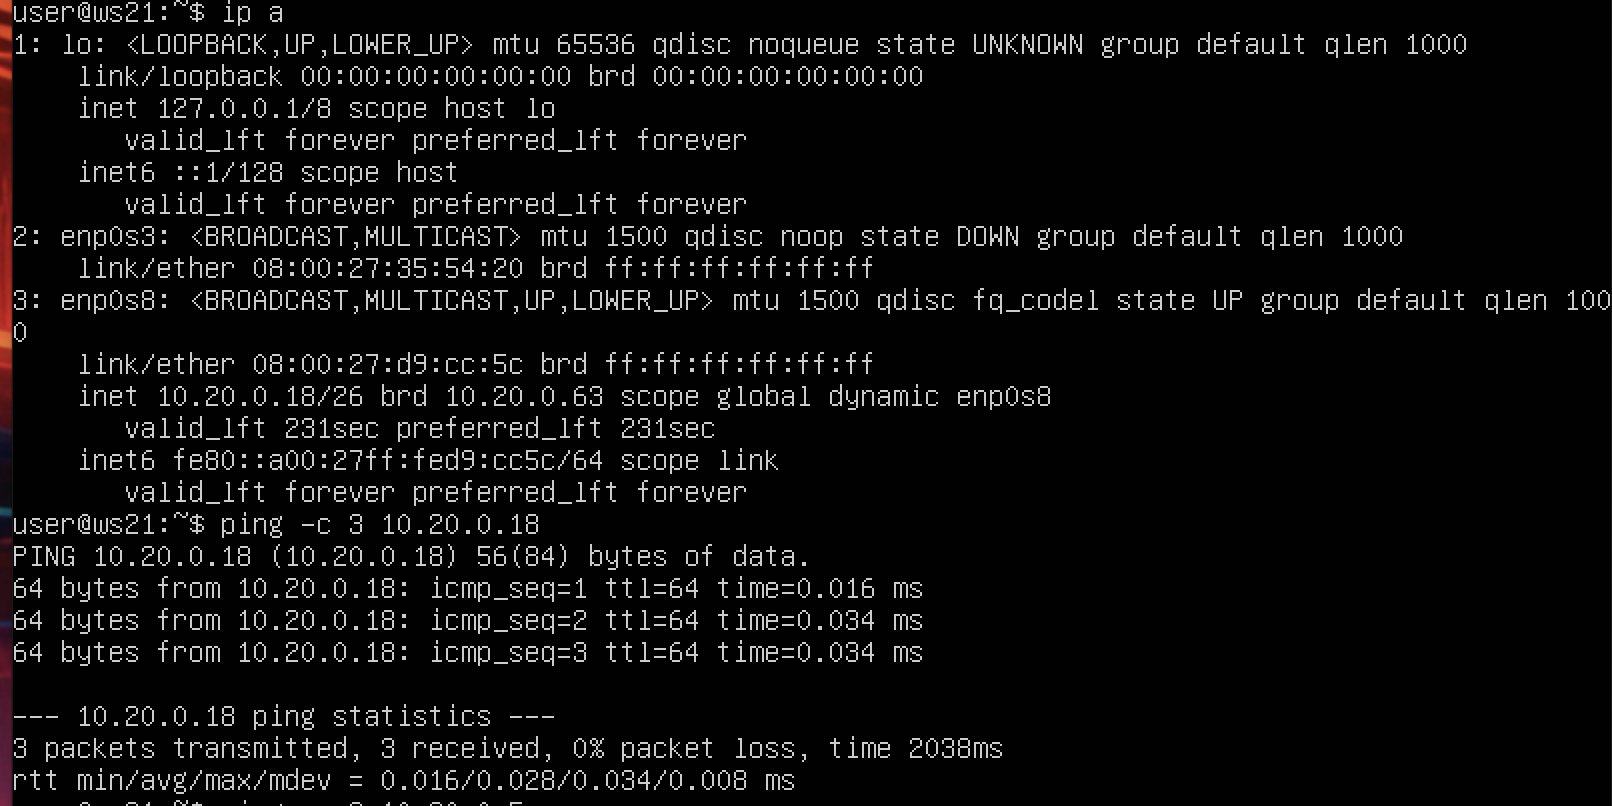 user@ws21:~$ ip a
1: lo: <LOOPBACK,UP,LOWER_UP> mtu 65536 qdisc noqueue state UNKNOWN group default qlen 1000
    link/loopback 00:00:00:00:00:00 brd 00:00:00:00:00:00
    inet 127.0.0.1/8 scope host lo
       valid_lft forever preferred_lft forever
    inet6 ::1/128 scope host
       valid_lft forever preferred_lft forever
2: enp0s3: <BROADCAST,MULTICAST> mtu 1500 qdisc noop state DOWN group default qlen 1000
    link/ether 08:00:27:35:54:20 brd ff:ff:ff:ff:ff:ff
3: enp0s8: <BROADCAST,MULTICAST,UP,LOWER_UP> mtu 1500 qdisc fq_codel state UP group default qlen 100
0
    link/ether 08:00:27:d9:cc:5c brd ff:ff:ff:ff:ff:ff
    inet 10.20.0.18/26 brd 10.20.0.63 scope global dynamic enp0s8
       valid_lft 231sec preferred_lft 231sec
    inet6 fe80::a00:27ff:fed9:cc5c/64 scope link
       valid_lft forever preferred_lft forever
user@ws21:~$ ping -c 3 10.20.0.18
PING 10.20.0.18 (10.20.0.18) 56(84) bytes of data.
64 bytes from 10.20.0.18: icmp_seq=1 ttl=64 time=0.016 ms
64 bytes from 10.20.0.18: icmp_seq=2 ttl=64 time=0.034 ms
64 bytes from 10.20.0.18: icmp_seq=3 ttl=64 time=0.034 ms

--- 10.20.0.18 ping statistics ---
3 packets transmitted, 3 received, 0% packet loss, time 2038ms
rtt min/avg/max/mdev = 0.016/0.028/0.034/0.008 ms